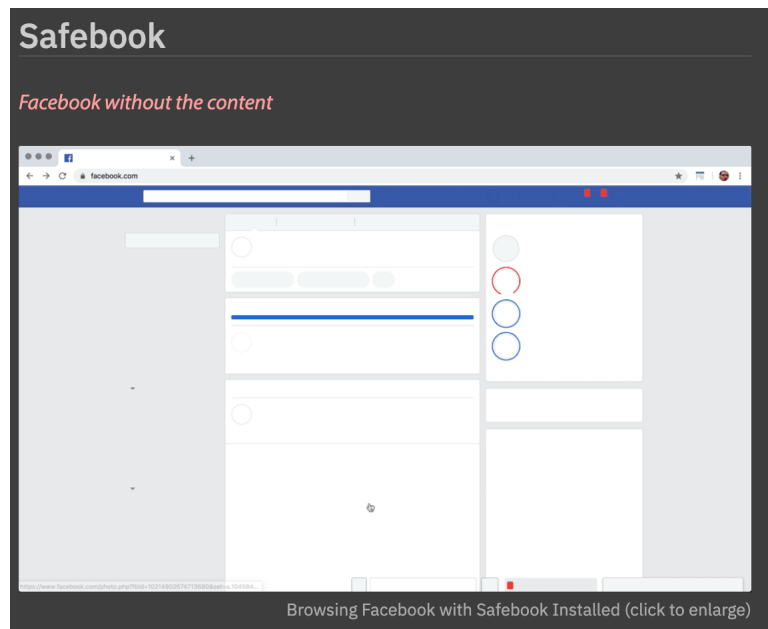 Safebook
Facebook without the content
facebook.com
Browsing Facebook with Safebook Installed (click to enlarge)